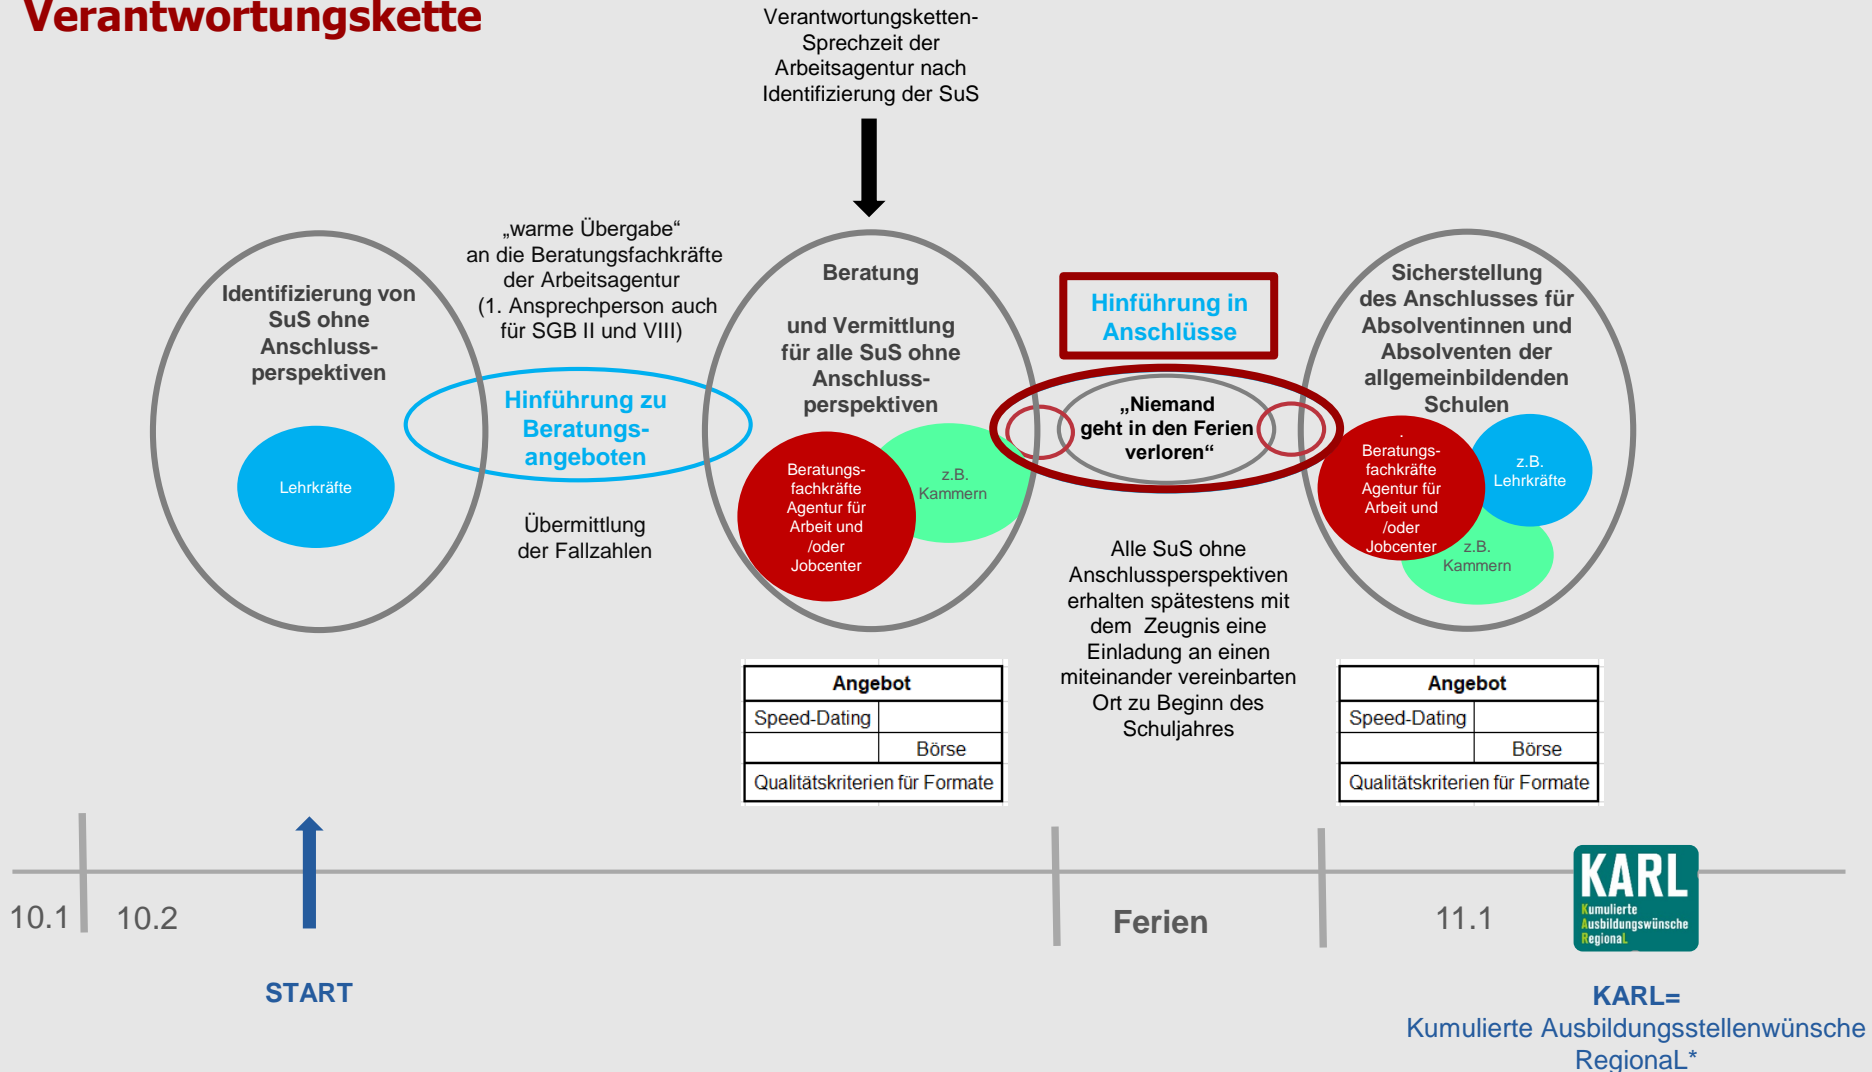 Verantwortungskette
Verantwortungsketten-
Sprechzeit der
Arbeitsagentur nach
Identifizierung der SuS
Identifizierung von
SuS ohne
Anschluss-
perspektiven
Lehrkräfte
„warme Übergabe“
an die Beratungsfachkräfte
der Arbeitsagentur
(1. Ansprechperson auch
für SGB II und VIII)
Hinführung zu
Beratungs-
angeboten
Übermittlung
der Fallzahlen
Beratung
und Vermittlung
für alle SuS ohne
Anschluss-
perspektiven
Beratungs-
fachkräfte
Agentur für
Arbeit und
/oder
Jobcenter
z.B.
Kammern
Hinführung in
Anschlüsse
„Niemand
geht in den Ferien
verloren“
Alle SuS ohne
Anschlussperspektiven
erhalten spätestens mit
dem Zeugnis eine
Einladung an einen
miteinander vereinbarten
Ort zu Beginn des
Schuljahres
Sicherstellung
des Anschlusses für
Absolventinnen und
Absolventen der
allgemeinbildenden
Schulen
.
Beratungs-
fachkräfte
Agentur für
Arbeit und
/oder
Jobcenter
z.B.
Lehrkräfte
z.B.
Kammern
Angebot
Speed-Dating
Börse
Qualitätskriterien für Formate
Angebot
Speed-Dating
Börse
Qualitätskriterien für Formate
10.1
10.2
Ferien
11.1
KARL
Kumulierte
Ausbildungswünsche
RegionaL
START
KARL=
Kumulierte Ausbildungsstellenwünsche
RegionaL*